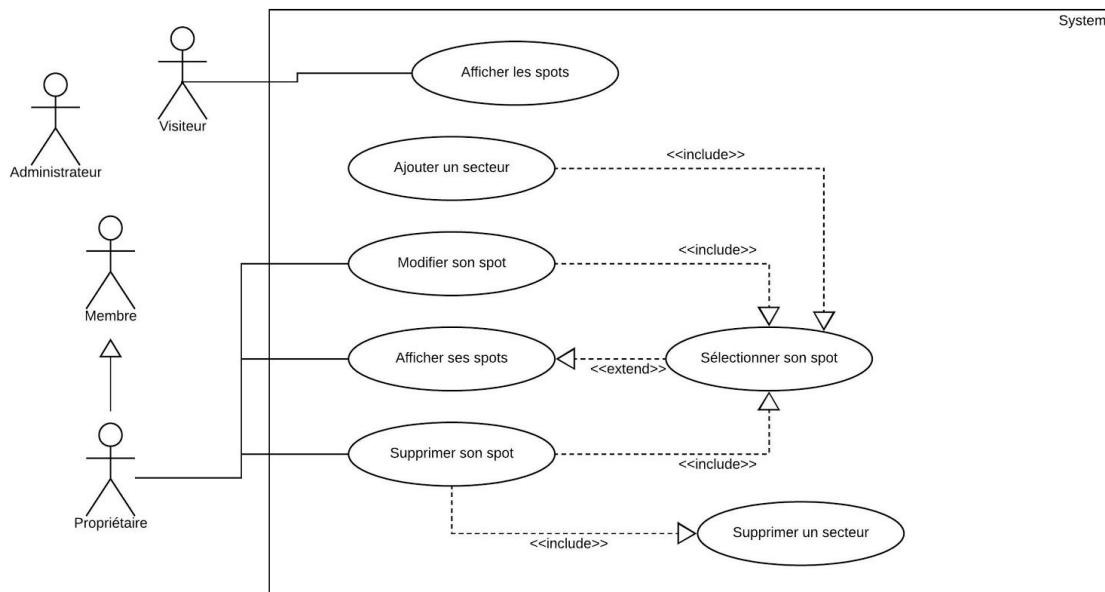 System
Afficher les spots
Visiteur
Administrateur
Ajouter un secteur
<<include>>
Modifier son spot
<<include>>
Membre
Afficher ses spots
<<extend>>
Sélectionner son spot
Supprimer son spot
<<include>>
Propriétaire
<<include>>
Supprimer un secteur